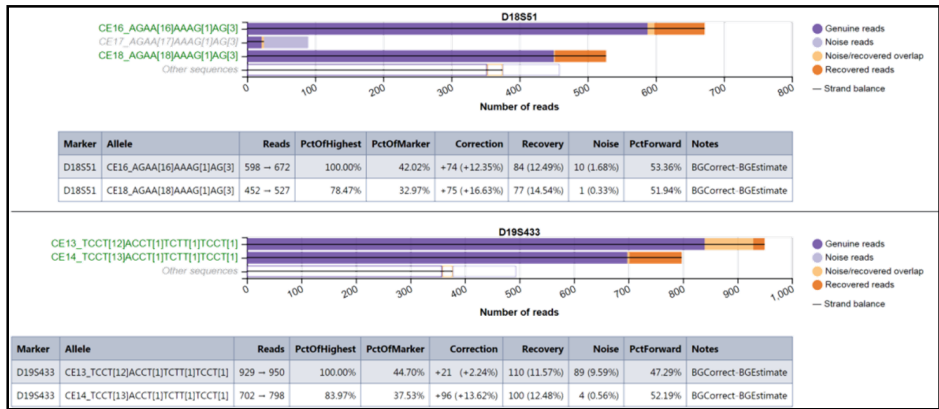 D18S51
CE16_AGAA[16]AAAG[1]AG[3]
CE17_AGAA[17]AAAG[1]AG[3]
CE18_AGAA[18]AAAG[1]AG[3]
Other sequences
0 100 200 300 400 500 600 700 800
Number of reads
Genuine reads
Noise reads
Noise/recovered overlap
Recovered reads
Strand balance
Marker Allele Reads PctOfHighest PctOfMarker Correction Recovery Noise PctForward Notes
D18S51 CE16_AGAA[16]AAAG[1]AG[3] 598 → 672 100.00% 42.02% +74 (+12.35%) 84 (12.49%) 10 (1.68%) 53.36% BGCorrect-BGEstimate
D18S51 CE18_AGAA[18]AAAG[1]AG[3] 452 → 527 78.47% 32.97% +75 (+16.63%) 77 (14.54%) 1 (0.33%) 51.94% BGCorrect-BGEstimate
D19S433
CE13_TCCT[12]ACCT[1]TCTT[1]TCCT[1]
CE14_TCCT[13]ACCT[1]TCTT[1]TCCT[1]
Other sequences
0 100 200 300 400 500 600 700 800 900 1,000
Number of reads
Genuine reads
Noise reads
Noise/recovered overlap
Recovered reads
Strand balance
Marker Allele Reads PctOfHighest PctOfMarker Correction Recovery Noise PctForward Notes
D19S433 CE13_TCCT[12]ACCT[1]TCTT[1]TCCT[1] 929 → 950 100.00% 44.70% +21 (+2.24%) 110 (11.57%) 89 (9.59%) 47.29% BGCorrect-BGEstimate
D19S433 CE14_TCCT[13]ACCT[1]TCTT[1]TCCT[1] 702 → 798 83.97% 37.53% +96 (+13.62%) 100 (12.48%) 4 (0.56%) 52.19% BGCorrect-BGEstimate